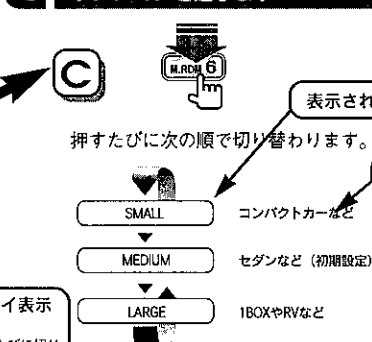 C
M.RDM 6
表示され
押すたびに次の順で切り替わります。
SMALL コンパクトカーなど
MEDIUM セダンなど（初期設定）
イ表示
LARGE 1BOXやRVなど